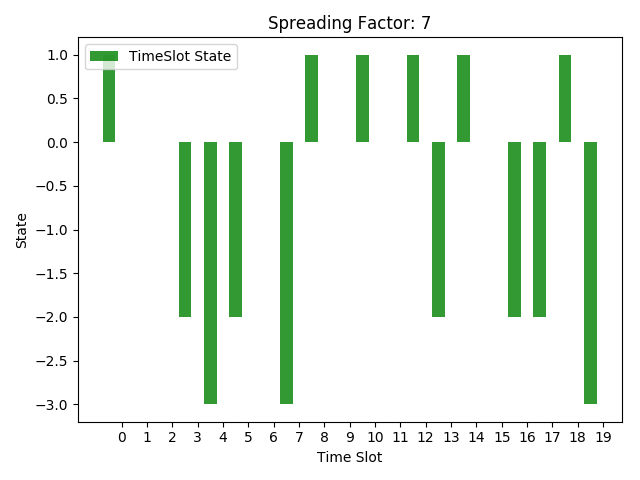 Spreading Factor: 7
TimeSlot State
1.0
0.5
0.0
−0.5
−1.0
−1.5
−2.0
−2.5
−3.0
State
0 1 2 3 4 5 6 7 8 9 10 11 12 13 14 15 16 17 18 19
Time Slot